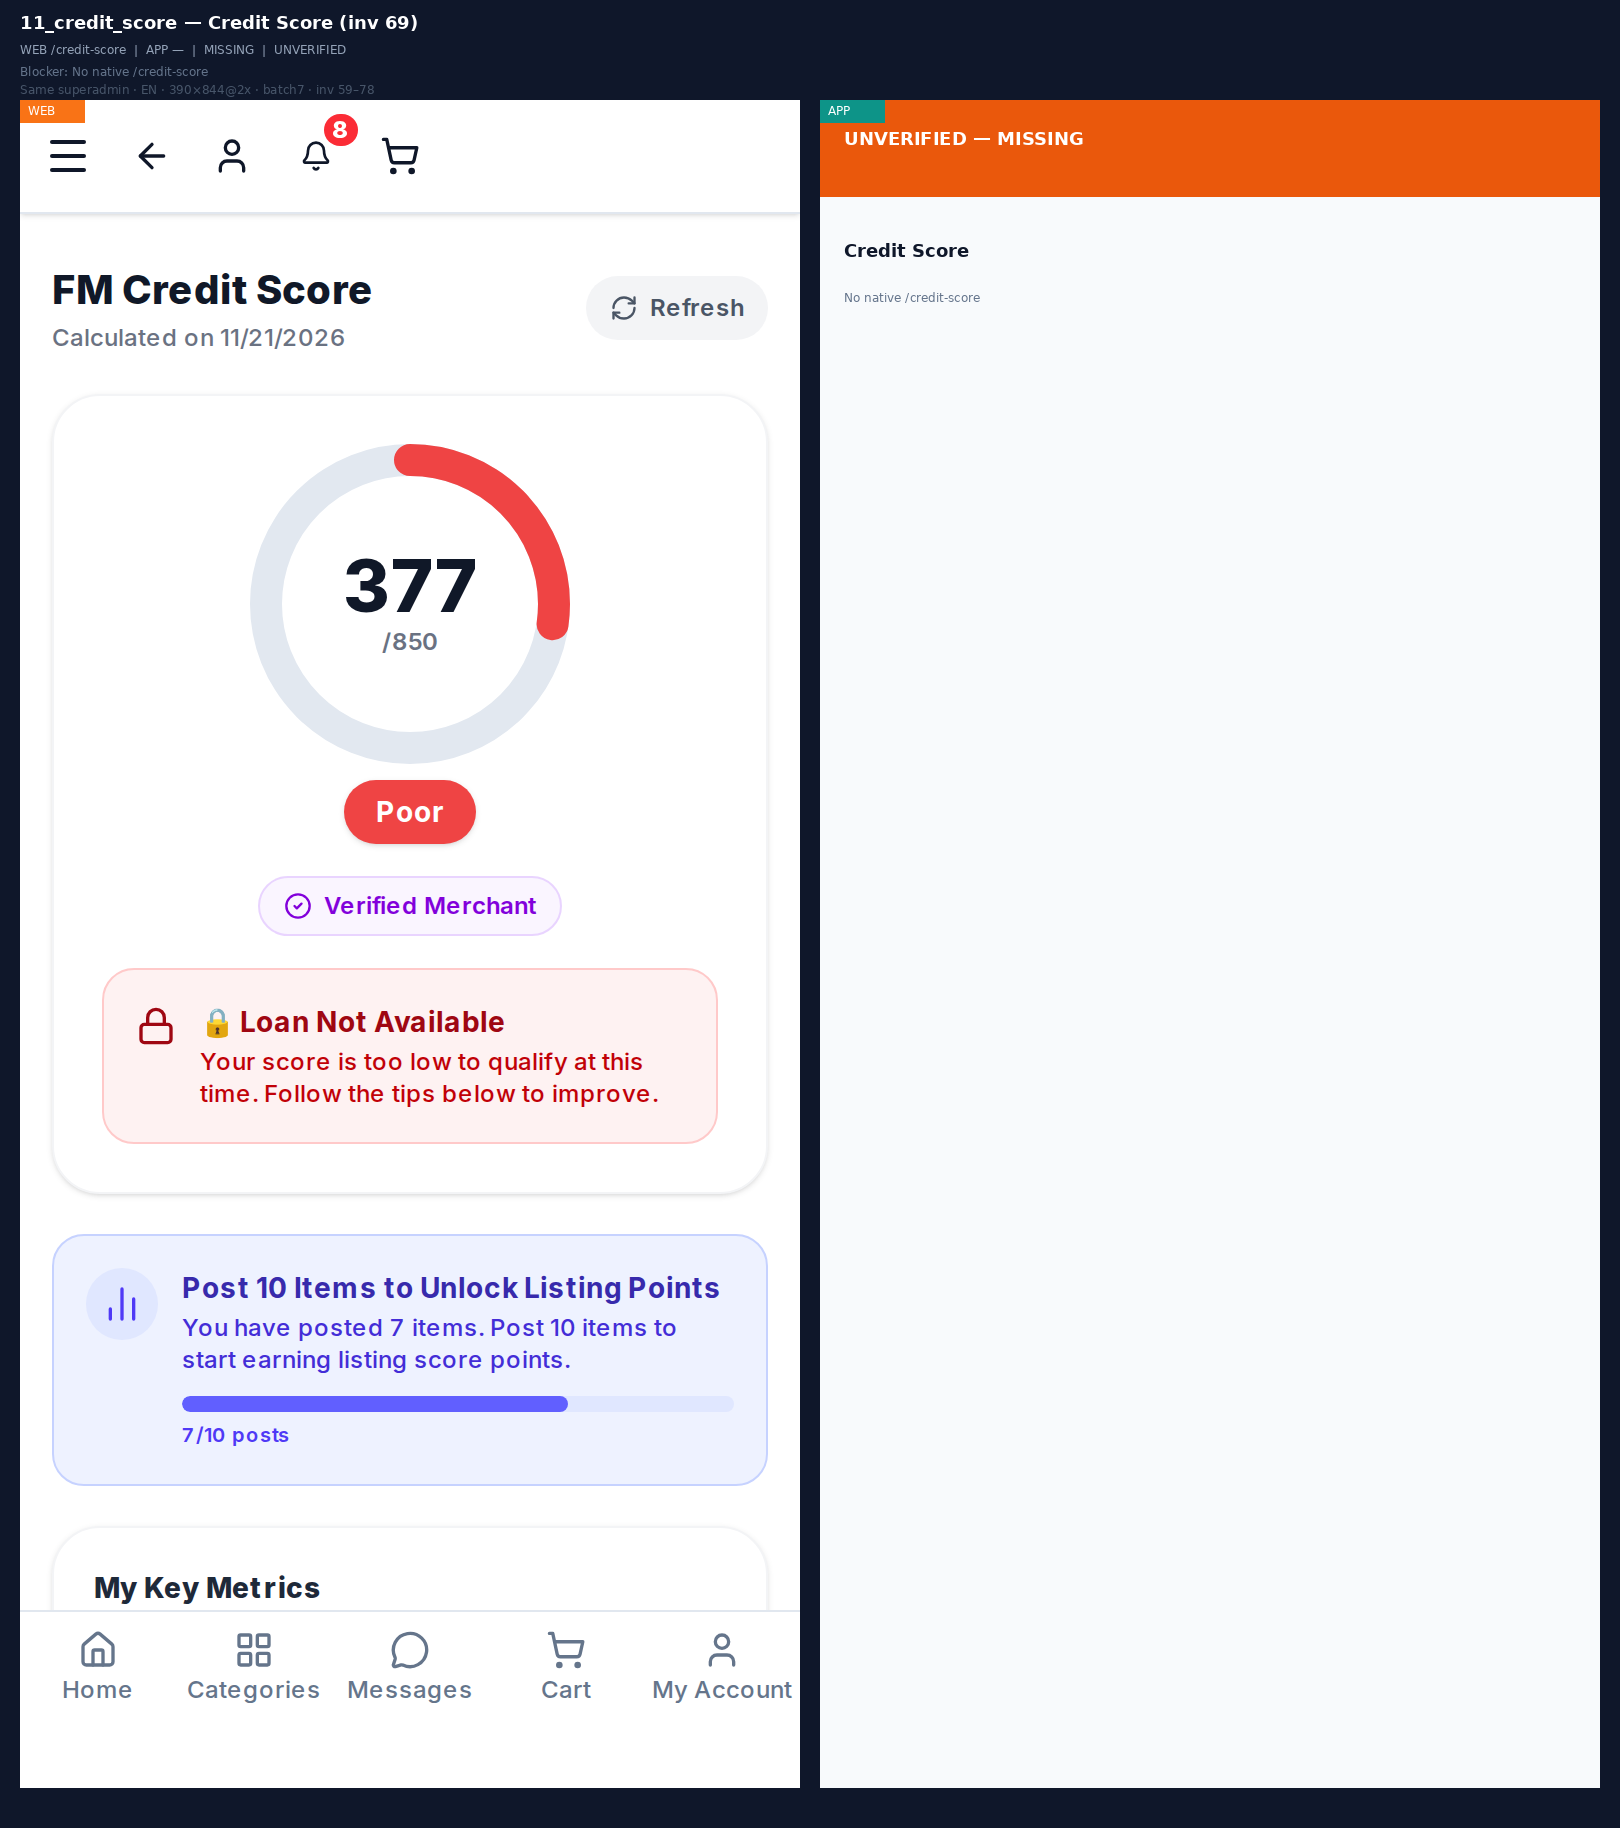 11_credit_score — Credit Score (inv 69)
WEB /credit-score | APP — | MISSING | UNVERIFIED
Blocker: No native /credit-score
Same superadmin · EN · 390×844@2x · batch7 · inv 59–78
WEB
8
FM Credit Score
Calculated on 11/21/2026
Refresh
377
/850
Poor
Verified Merchant
🔒 Loan Not Available
Your score is too low to qualify at this
time. Follow the tips below to improve.
Post 10 Items to Unlock Listing Points
You have posted 7 items. Post 10 items to
start earning listing score points.
7/10 posts
My Key Metrics
Home
Categories
Messages
Cart
My Account
APP
UNVERIFIED — MISSING
Credit Score
No native /credit-score